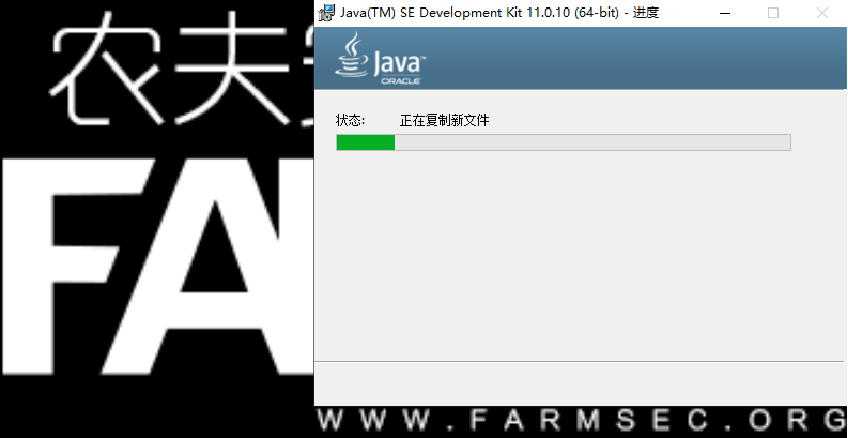 农夫
FA
Java(TM) SE Development Kit 11.0.10 (64-bit) - 进度
Java™
ORACLE
状态: 正在复制新文件
WWW.FARMSEC.ORG